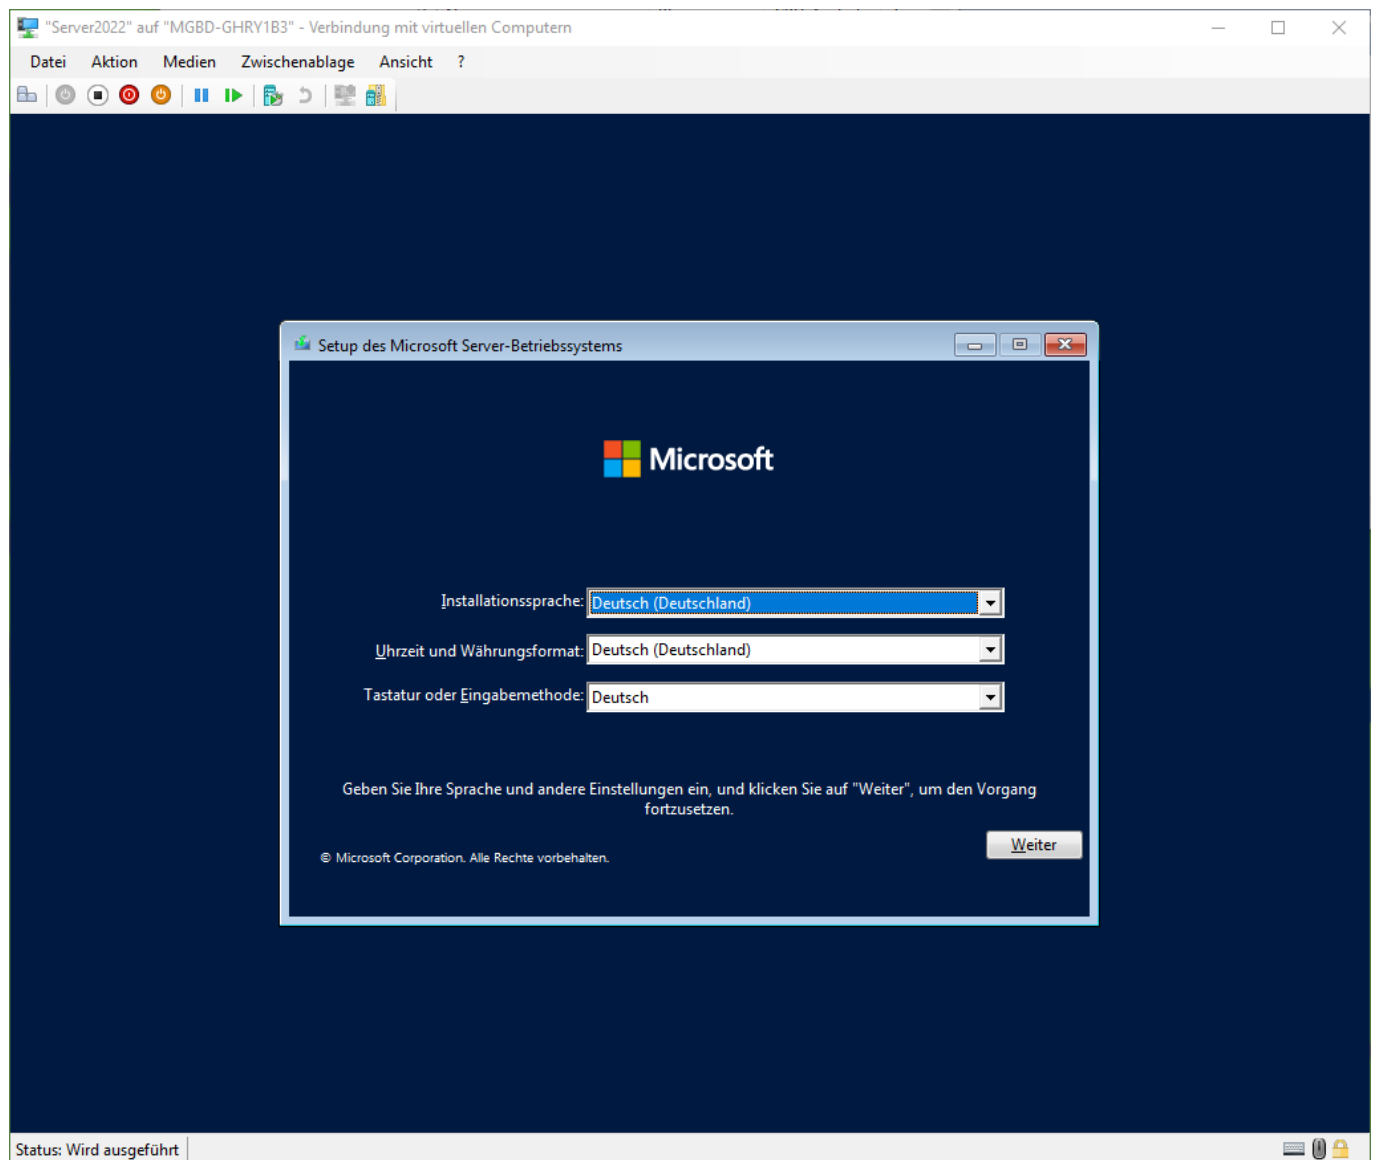 "Server2022" auf "MGBD-GHRY1B3" - Verbindung mit virtuellen Computern
Datei Aktion Medien Zwischenablage Ansicht ?
Setup des Microsoft Server-Betriebssystems
Microsoft
Installationssprache: Deutsch (Deutschland)
Uhrzeit und Währungsformat: Deutsch (Deutschland)
Tastatur oder Eingabemethode: Deutsch
Geben Sie Ihre Sprache und andere Einstellungen ein, und klicken Sie auf "Weiter", um den Vorgang
fortzusetzen.
Weiter
© Microsoft Corporation. Alle Rechte vorbehalten.
Status: Wird ausgeführt